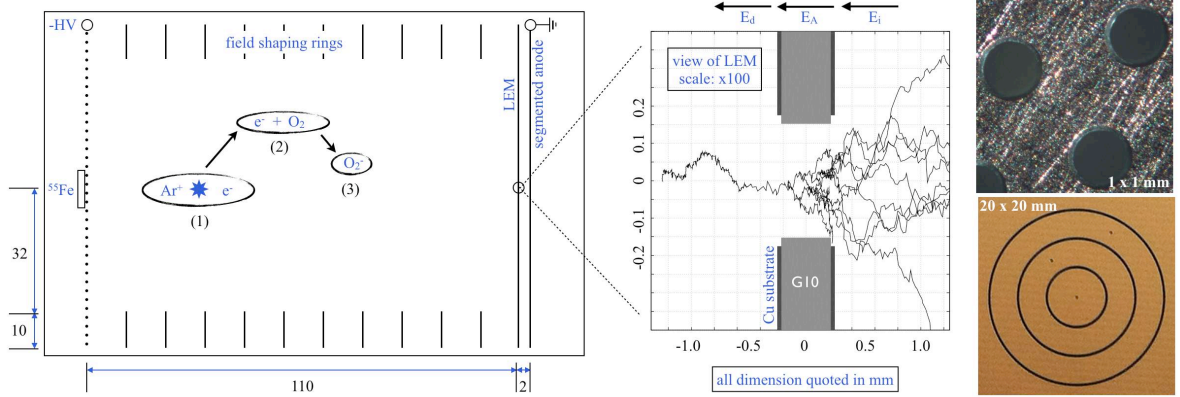 -HV
field shaping rings
LEM
segmented anode
e- + O₂
(2)
O₂-
(3)
⁵⁵Fe
Ar⁺ e-
(1)
32
10
110
2
E_d E_A E_i
view of LEM
scale: x100
0.2
0.1
0
-0.1
-0.2
Cu substrate
G10
-1.0 -0.5 0 0.5 1.0
all dimension quoted in mm
1 x 1 mm
20 x 20 mm